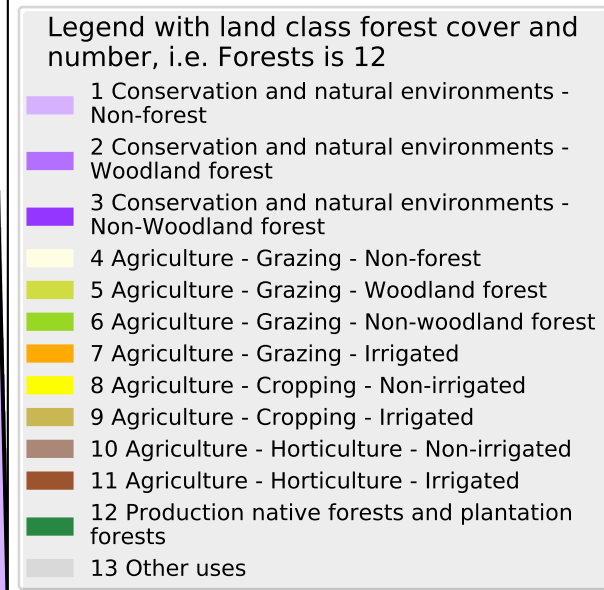 Legend with land class forest cover and
number, i.e. Forests is 12
1 Conservation and natural environments -
Non-forest
2 Conservation and natural environments -
Woodland forest
3 Conservation and natural environments -
Non-Woodland forest
4 Agriculture - Grazing - Non-forest
5 Agriculture - Grazing - Woodland forest
6 Agriculture - Grazing - Non-woodland forest
7 Agriculture - Grazing - Irrigated
8 Agriculture - Cropping - Non-irrigated
9 Agriculture - Cropping - Irrigated
10 Agriculture - Horticulture - Non-irrigated
11 Agriculture - Horticulture - Irrigated
12 Production native forests and plantation
forests
13 Other uses